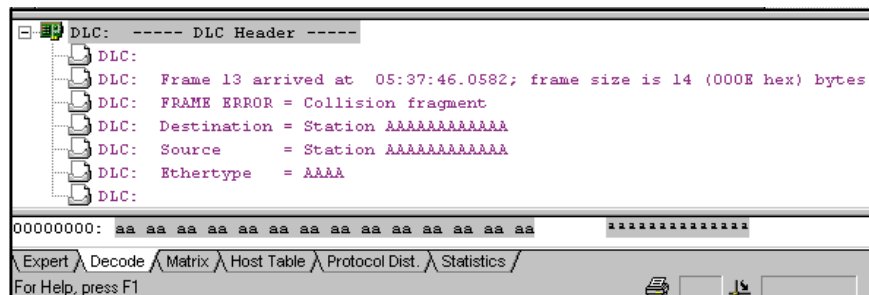 DLC: ----- DLC Header -----
DLC:
DLC: Frame 13 arrived at 05:37:46.0582; frame size is 14 (000E hex) bytes
DLC: FRAME ERROR = Collision fragment
DLC: Destination = Station AAAAAAAAAAAA
DLC: Source = Station AAAAAAAAAAAA
DLC: Ethertype = AAAA
DLC:
00000000: aa aa aa aa aa aa aa aa aa aa aa aa aa aa ªªªªªªªªªªªªªª
Expert Decode Matrix Host Table Protocol Dist. Statistics
For Help, press F1